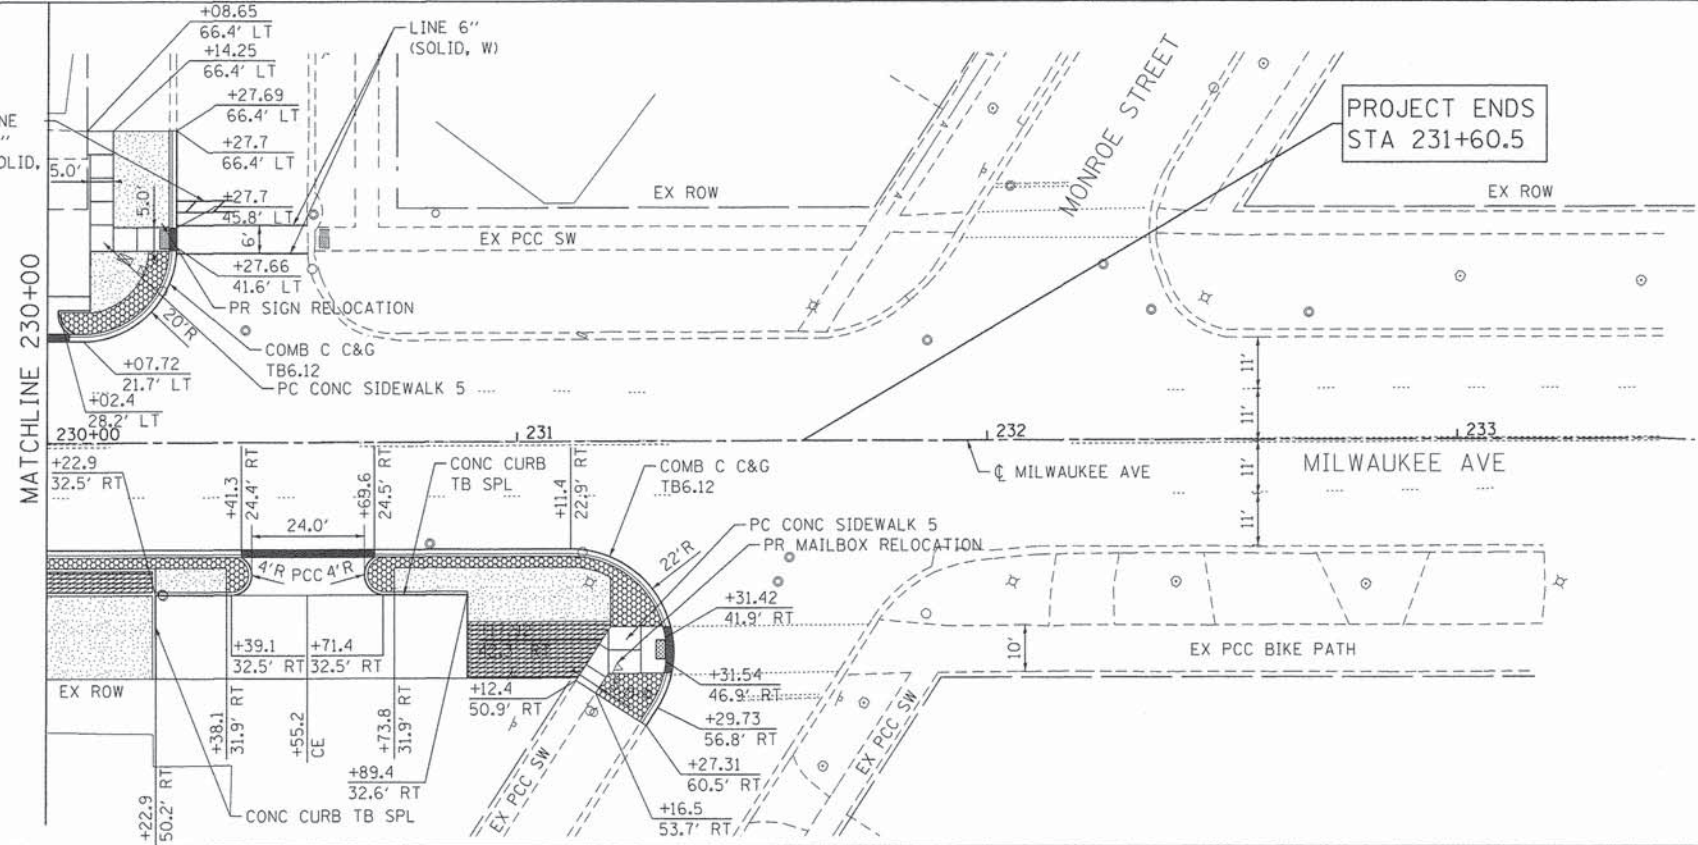 +08.65
66.4' LT
+14.25
66.4' LT
LINE 6"
(SOLID, W)
+27.69
66.4' LT
+27.7
66.4' LT
NE
"
OLID,
5.0'
5.0'
+27.7
45.8' LT
6'
+27.66
41.6' LT
PR SIGN RELOCATION
20'R
COMB C C&G
TB6.12
PC CONC SIDEWALK 5
+07.72
21.7' LT
+02.4
28.2' LT
MATCHLINE 230+00
EX ROW
EX PCC SW
MONROE STREET
PROJECT ENDS
STA 231+60.5
EX ROW
11'
11'
11'
11'
230+00
231
232
233
℄ MILWAUKEE AVE
MILWAUKEE AVE
+22.9
32.5' RT
+41.3
24.4' RT
+69.6
24.5' RT
24.0'
CONC CURB
TB SPL
+11.4
22.9' RT
COMB C C&G
TB6.12
PC CONC SIDEWALK 5
PR MAILBOX RELOCATION
22'R
4'R PCC 4'R
+31.42
41.9' RT
+39.1
32.5' RT
+71.4
32.5' RT
+31.54
46.9' RT
+12.4
50.9' RT
+29.73
56.8' RT
+27.31
60.5' RT
+16.5
53.7' RT
EX ROW
+38.1
31.9' RT
+55.2
CE
+73.8
31.9' RT
+89.4
32.6' RT
+22.9
50.2' RT
CONC CURB TB SPL
EX PCC SW
EX PCC SW
10'
EX PCC BIKE PATH